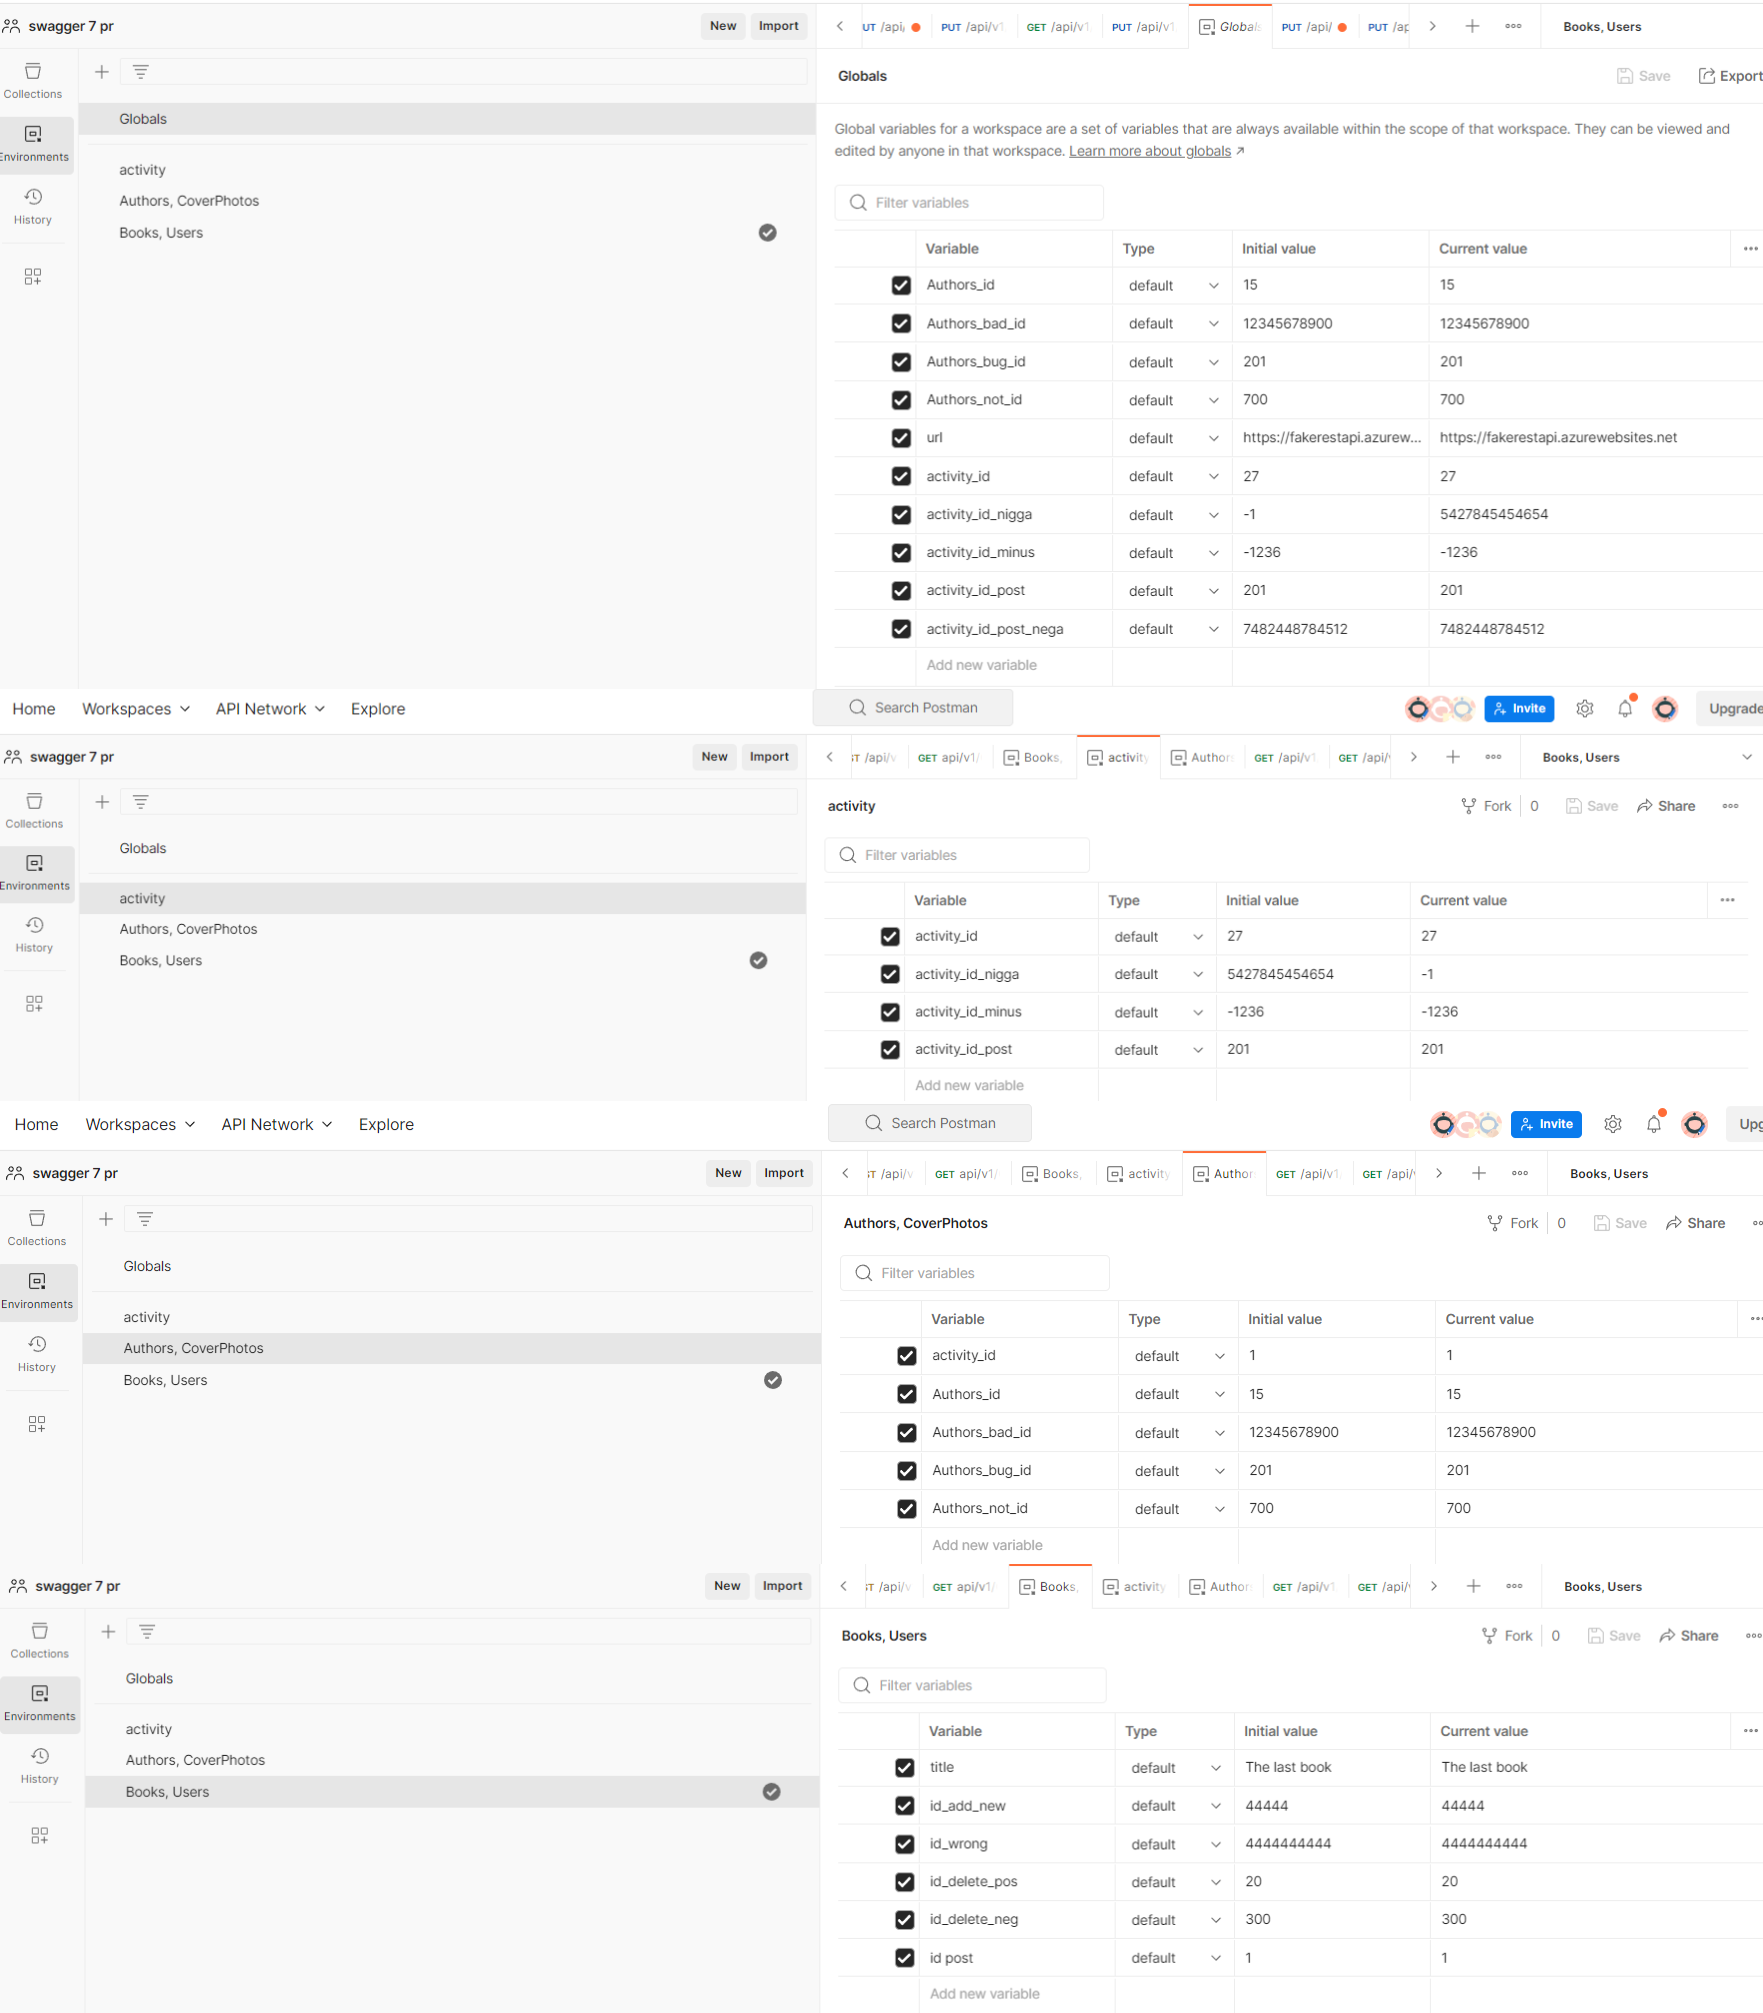 swagger 7 pr New Import
UT /api/ PUT /api/v1 GET /api/v1 PUT /api/v1 Globals PUT /api/ PUT /ap Books, Users
Collections
Globals Save Export
Globals
Environments
Global variables for a workspace are a set of variables that are always available within the scope of that workspace. They can be viewed and
edited by anyone in that workspace. Learn more about globals
activity
Authors, CoverPhotos
Books, Users
History
Filter variables
Variable Type Initial value Current value
Authors_id default 15 15
Authors_bad_id default 12345678900 12345678900
Authors_bug_id default 201 201
Authors_not_id default 700 700
url default https://fakerestapi.azurew... https://fakerestapi.azurewebsites.net
activity_id default 27 27
activity_id_nigga default -1 5427845454654
activity_id_minus default -1236 -1236
activity_id_post default 201 201
activity_id_post_nega default 7482448784512 7482448784512
Add new variable
Home Workspaces API Network Explore Search Postman Invite Upgrade
swagger 7 pr New Import
ST /api/v GET api/v1/ Books, activity Author GET /api/v1 GET /api/v Books, Users
Collections
activity Fork 0 Save Share
Globals
Environments
activity
Authors, CoverPhotos
Books, Users
History
Filter variables
Variable Type Initial value Current value
activity_id default 27 27
activity_id_nigga default 5427845454654 -1
activity_id_minus default -1236 -1236
activity_id_post default 201 201
Add new variable
Home Workspaces API Network Explore Search Postman Invite Upg
swagger 7 pr New Import
ST /api/v GET api/v1/ Books, activity Author GET /api/v1 GET /api/v Books, Users
Collections
Authors, CoverPhotos Fork 0 Save Share
Globals
Environments
activity
Authors, CoverPhotos
Books, Users
History
Filter variables
Variable Type Initial value Current value
activity_id default 1 1
Authors_id default 15 15
Authors_bad_id default 12345678900 12345678900
Authors_bug_id default 201 201
Authors_not_id default 700 700
Add new variable
swagger 7 pr New Import
ST /api/v GET api/v1/ Books, activity Author GET /api/v1 GET /api/v Books, Users
Collections
Books, Users Fork 0 Save Share
Globals
Environments
activity
Authors, CoverPhotos
Books, Users
History
Filter variables
Variable Type Initial value Current value
title default The last book The last book
id_add_new default 44444 44444
id_wrong default 4444444444 4444444444
id_delete_pos default 20 20
id_delete_neg default 300 300
id post default 1 1
Add new variable